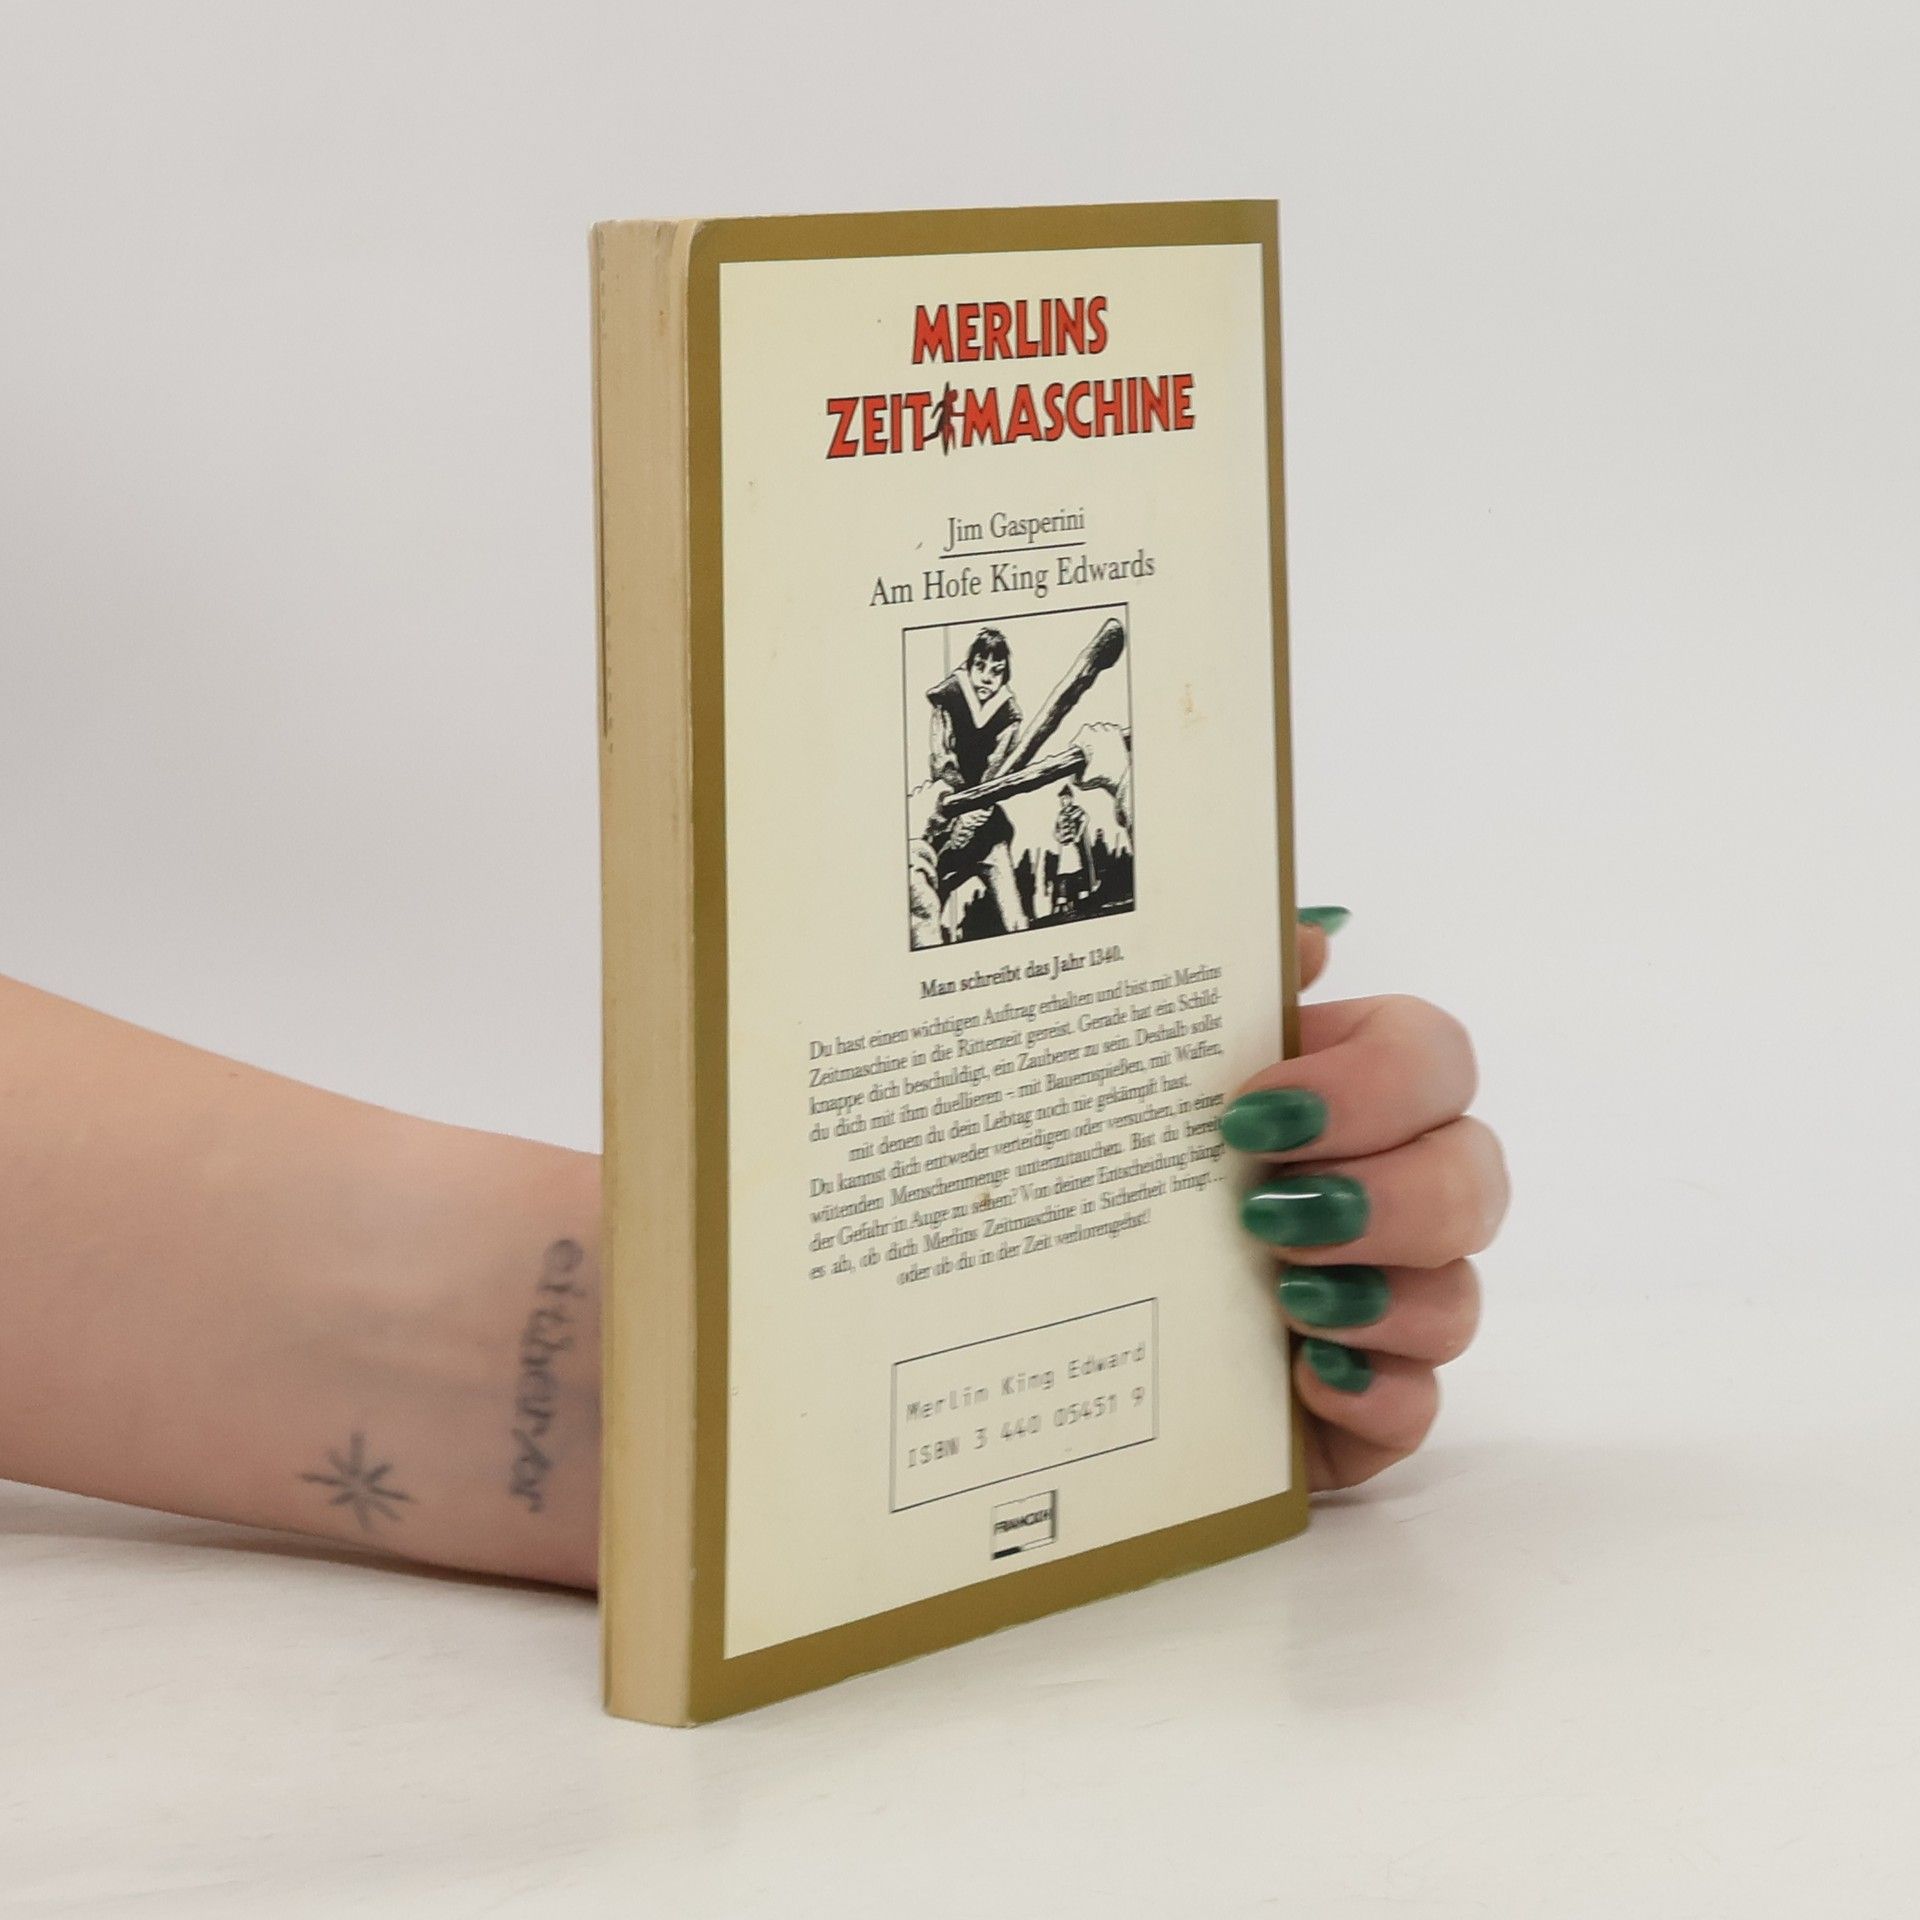 MERLINS
ZEITMASCHINE
Jim Gasperini
Am Hofe King Edwards
Man schreibt das Jahr 1340.
Du hast einen wichtigen Auftrag erhalten und bist mit Merlins
Zeitmaschine in die Ritterzeit gereist. Gerade hat ein Schild-
knappe dich beschuldigt, ein Zauberer zu sein. Deshalb sollst
du dich mit ihm duellieren – mit Bauernspießen, mit Waffen,
mit denen du dein Lebtag noch nie gekämpft hast.
Du kannst dich entweder verteidigen oder versuchen, in einer
wütenden Menschenmenge unterzutauchen. Bist du bereit
der Gefahr in Auge zu sehen? Von deiner Entscheidung hängt
es ab, ob dich Merlins Zeitmaschine in Sicherheit bringt ...
oder ob du in der Zeit verlorengehst!
Merlin King Edward
ISBN 3 440 05451 9
FRANCKH